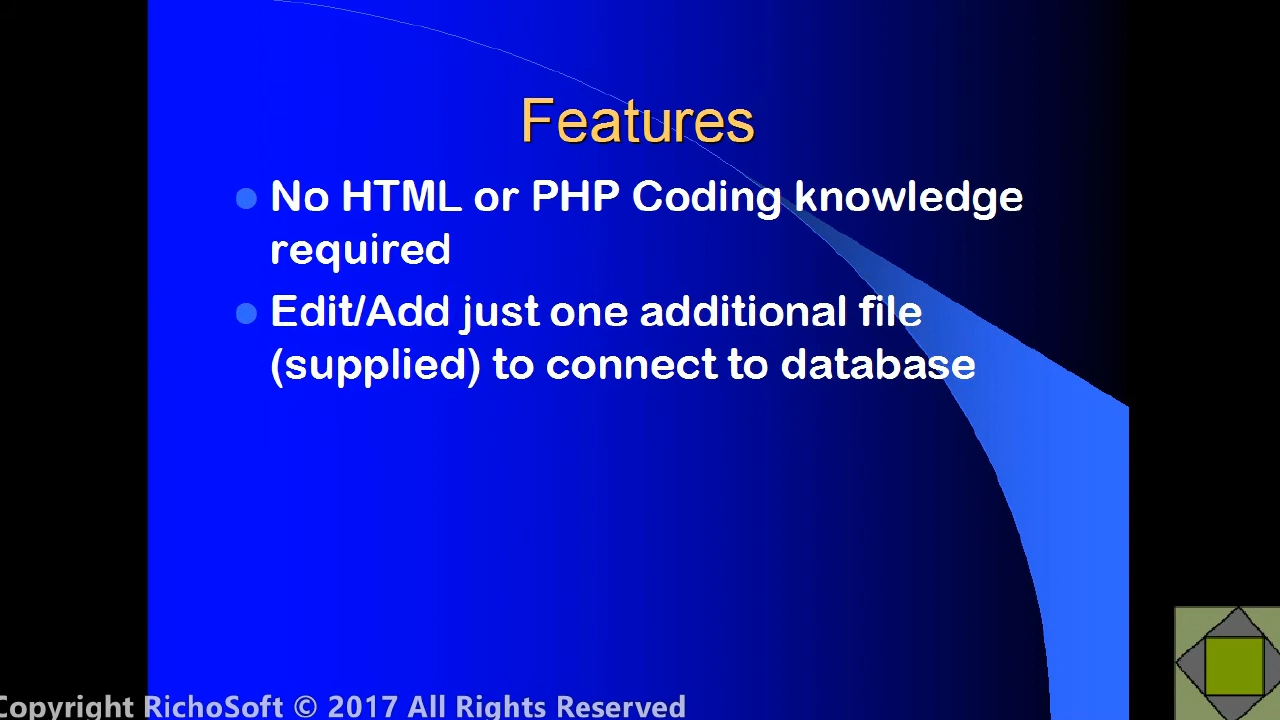 Features
No HTML or PHP Coding knowledge
required
Edit/Add just one additional file
(supplied) to connect to database
Copyright RichoSoft © 2017 All Rights Reserved